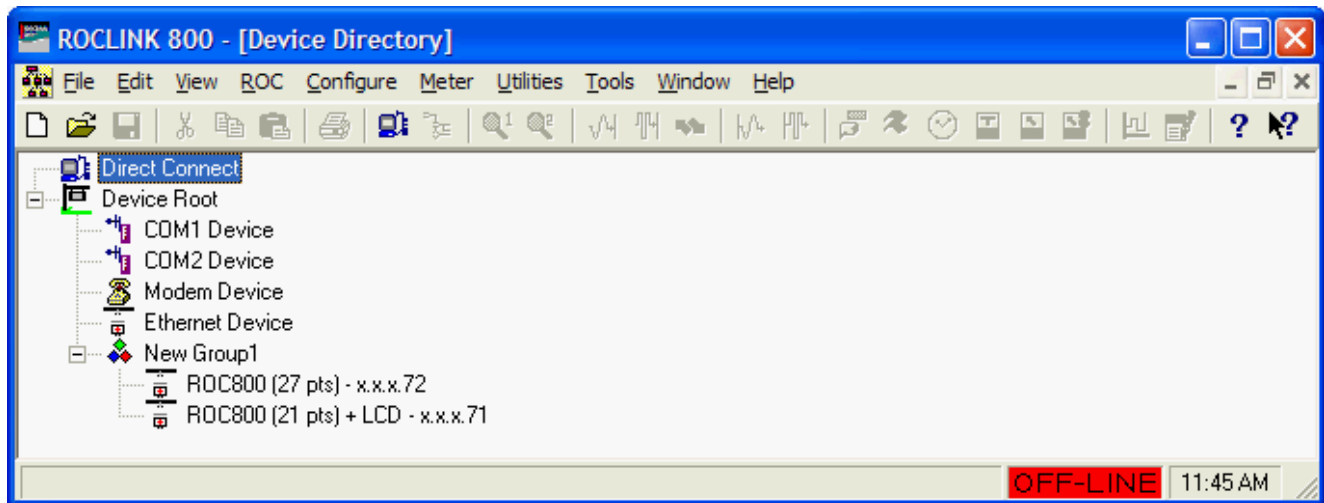 ROCLINK 800 - [Device Directory]
File Edit View ROC Configure Meter Utilities Tools Window Help
Direct Connect
Device Root
COM1 Device
COM2 Device
Modem Device
Ethernet Device
New Group1
ROC800 (27 pts) - x.x.x.72
ROC800 (21 pts) + LCD - x.x.x.71
OFF-LINE 11:45 AM